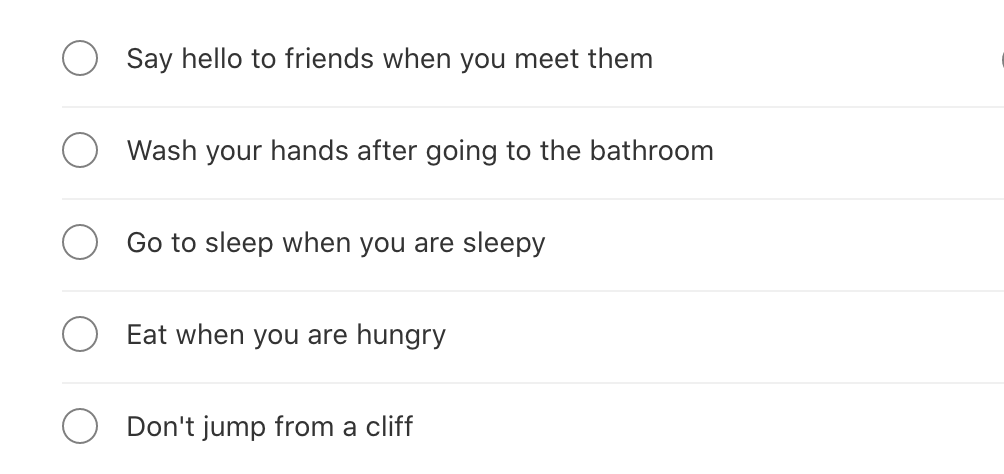 Say hello to friends when you meet them
Wash your hands after going to the bathroom
Go to sleep when you are sleepy
Eat when you are hungry
Don't jump from a cliff